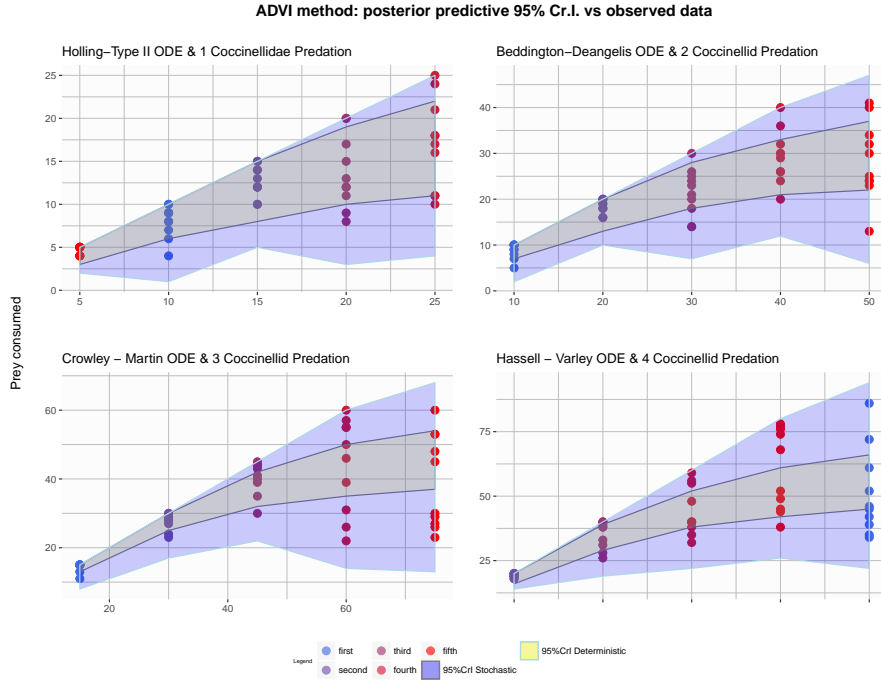 ADVI method: posterior predictive 95% Cr.I. vs observed data
Prey consumed
Holling−Type II ODE & 1 Coccinellidae Predation
25
20
15
10
5
0
5 10 15 20 25
Beddington−Deangelis ODE & 2 Coccinellid Predation
40
30
20
10
0
10 20 30 40 50
Crowley − Martin ODE & 3 Coccinellid Predation
60
40
20
20 40 60
Hassell − Varley ODE & 4 Coccinellid Predation
75
50
25
Legend
first third fifth 95%CrI Deterministic
second fourth 95%CrI Stochastic